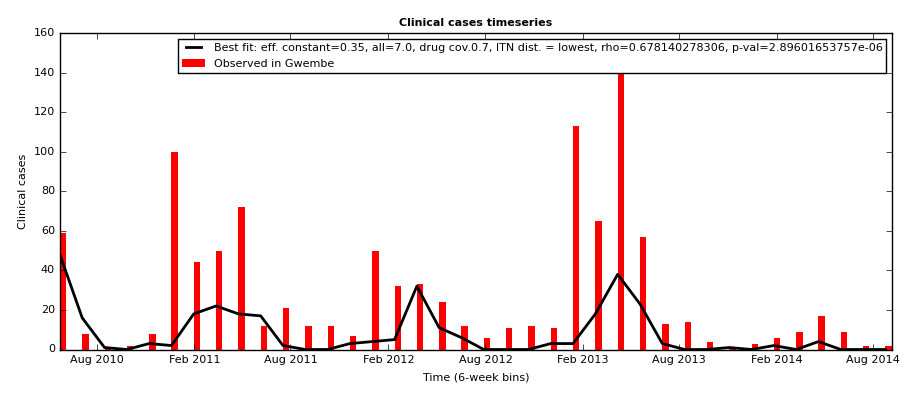 Clinical cases timeseries
Best fit: eff. constant=0.35, all=7.0, drug cov.0.7, ITN dist. = lowest, rho=0.678140278306, p-val=2.89601653757e-06
Observed in Gwembe
160
140
120
100
80
60
40
20
0
Clinical cases
Aug 2010 Feb 2011 Aug 2011 Feb 2012 Aug 2012 Feb 2013 Aug 2013 Feb 2014 Aug 2014
Time (6-week bins)